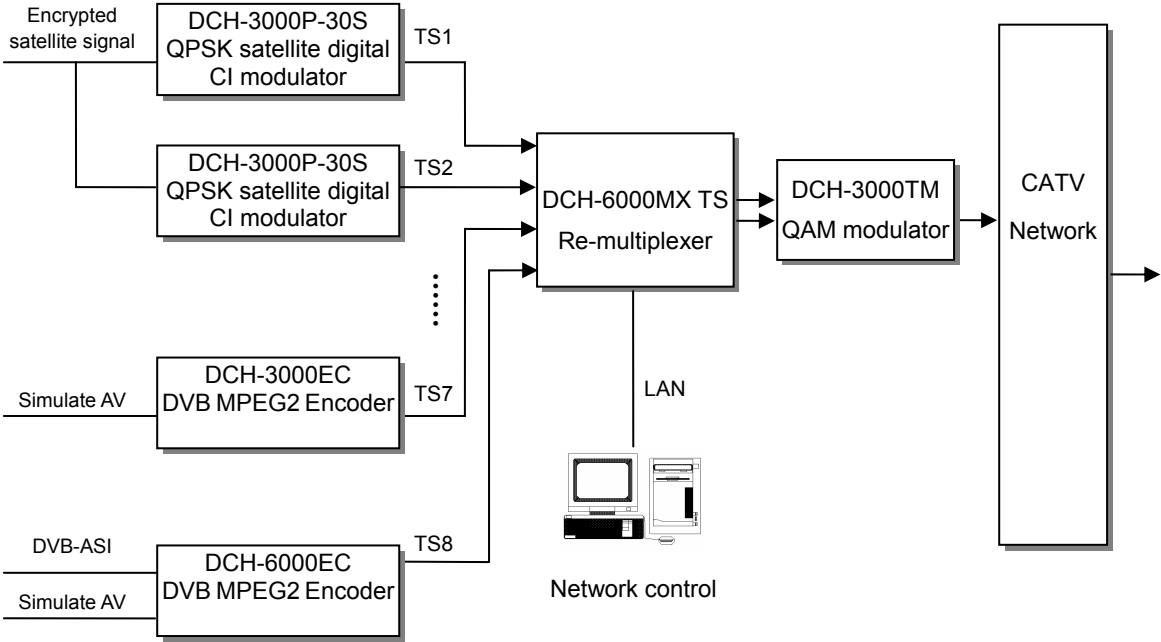 Encrypted
satellite signal
DCH-3000P-30S
QPSK satellite digital
CI modulator
TS1
DCH-3000P-30S
QPSK satellite digital
CI modulator
TS2
DCH-6000MX TS
Re-multiplexer
DCH-3000TM
QAM modulator
CATV
Network
Simulate AV
DCH-3000EC
DVB MPEG2 Encoder
TS7
LAN
DVB-ASI
Simulate AV
DCH-6000EC
DVB MPEG2 Encoder
TS8
Network control